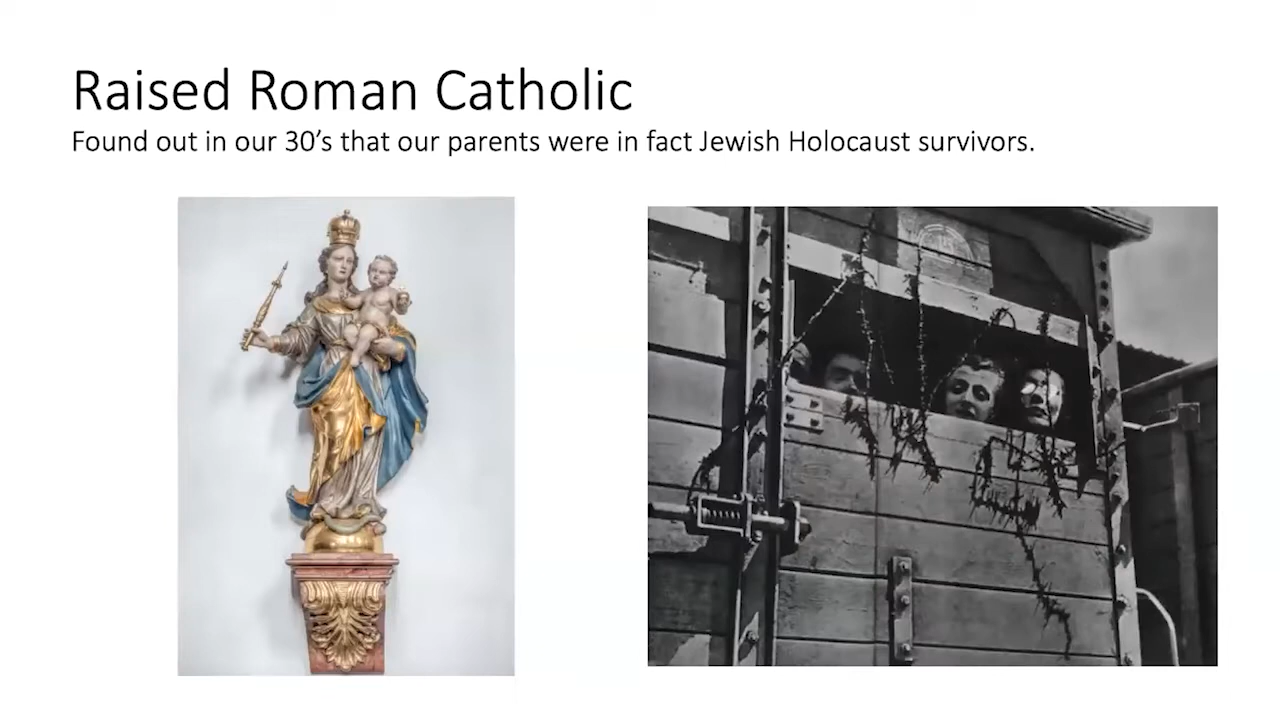 Raised Roman Catholic
Found out in our 30’s that our parents were in fact Jewish Holocaust survivors.